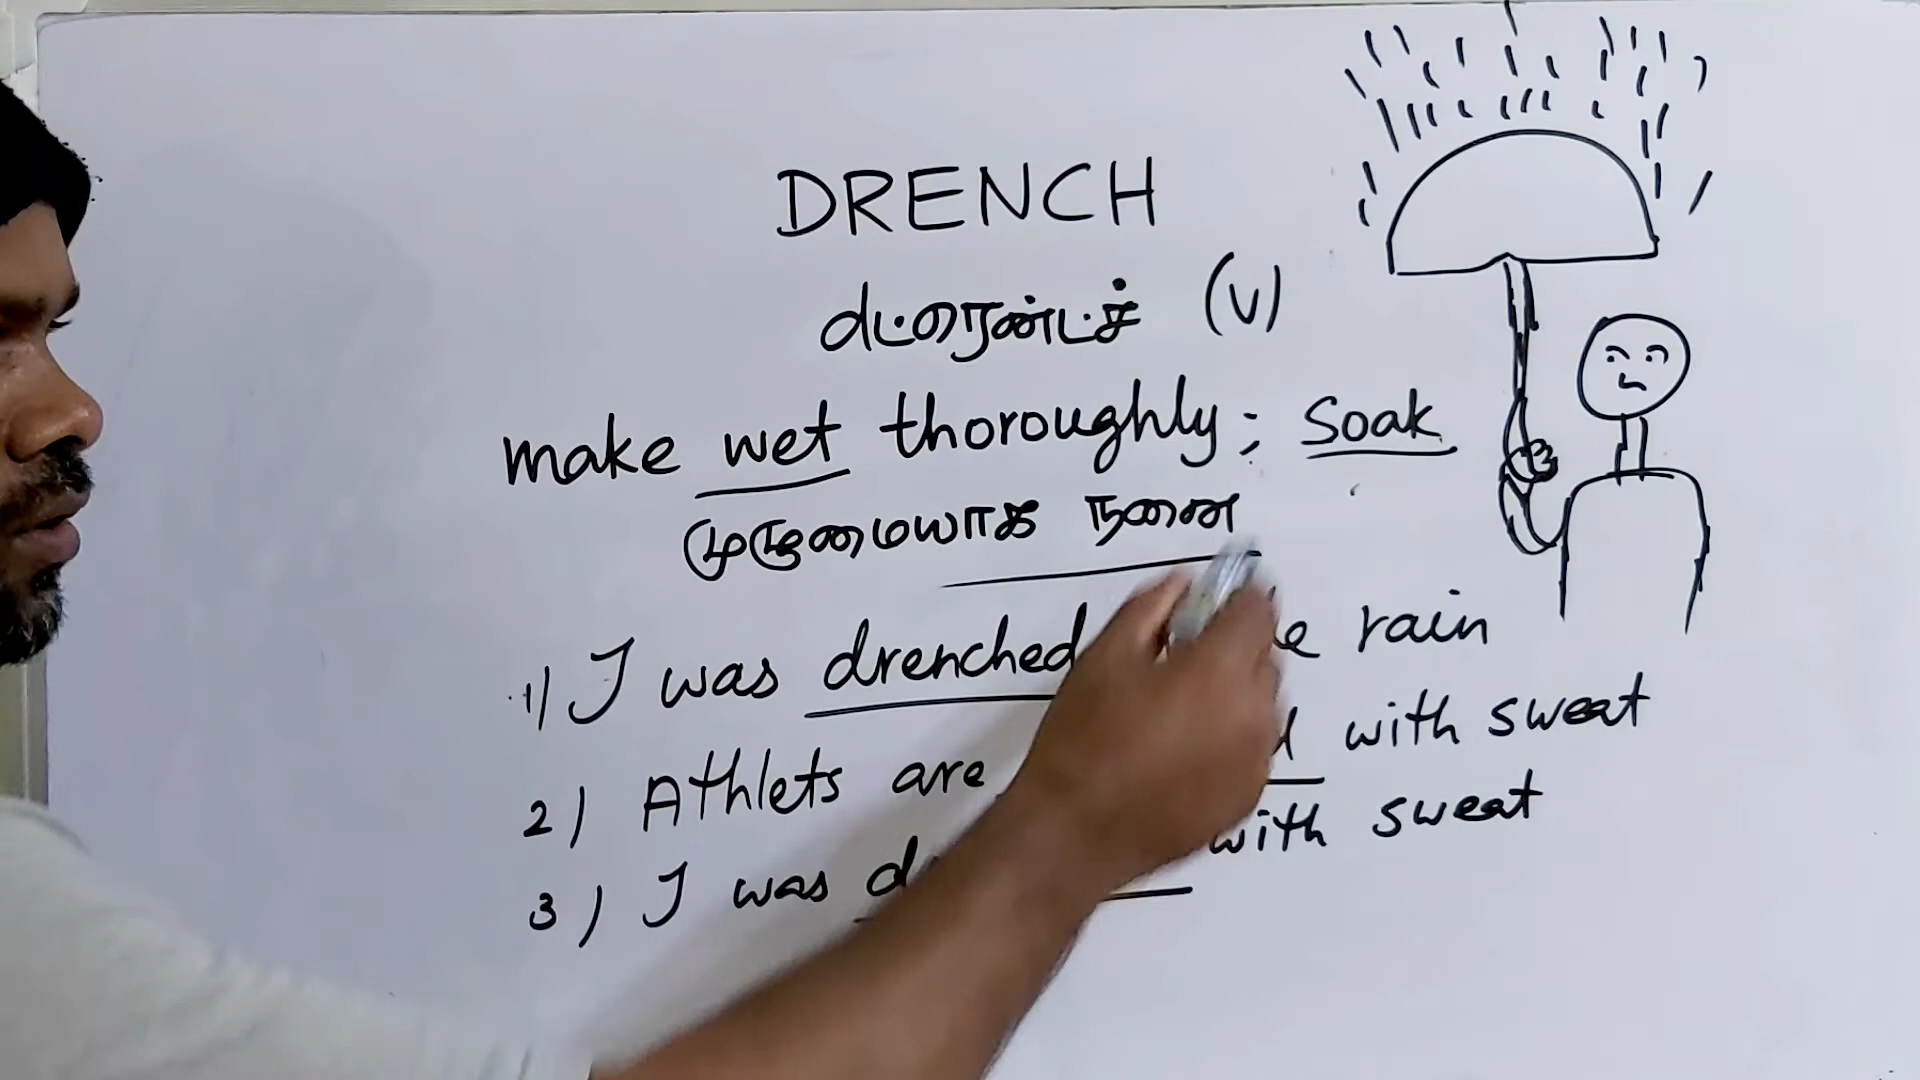 DRENCH
ட்ரென்ட்ச் (v)
make wet thoroughly; soak
முழுமையாக நனை
1) I was drenched rain
2) Athlets are with sweat
3) I was with sweat